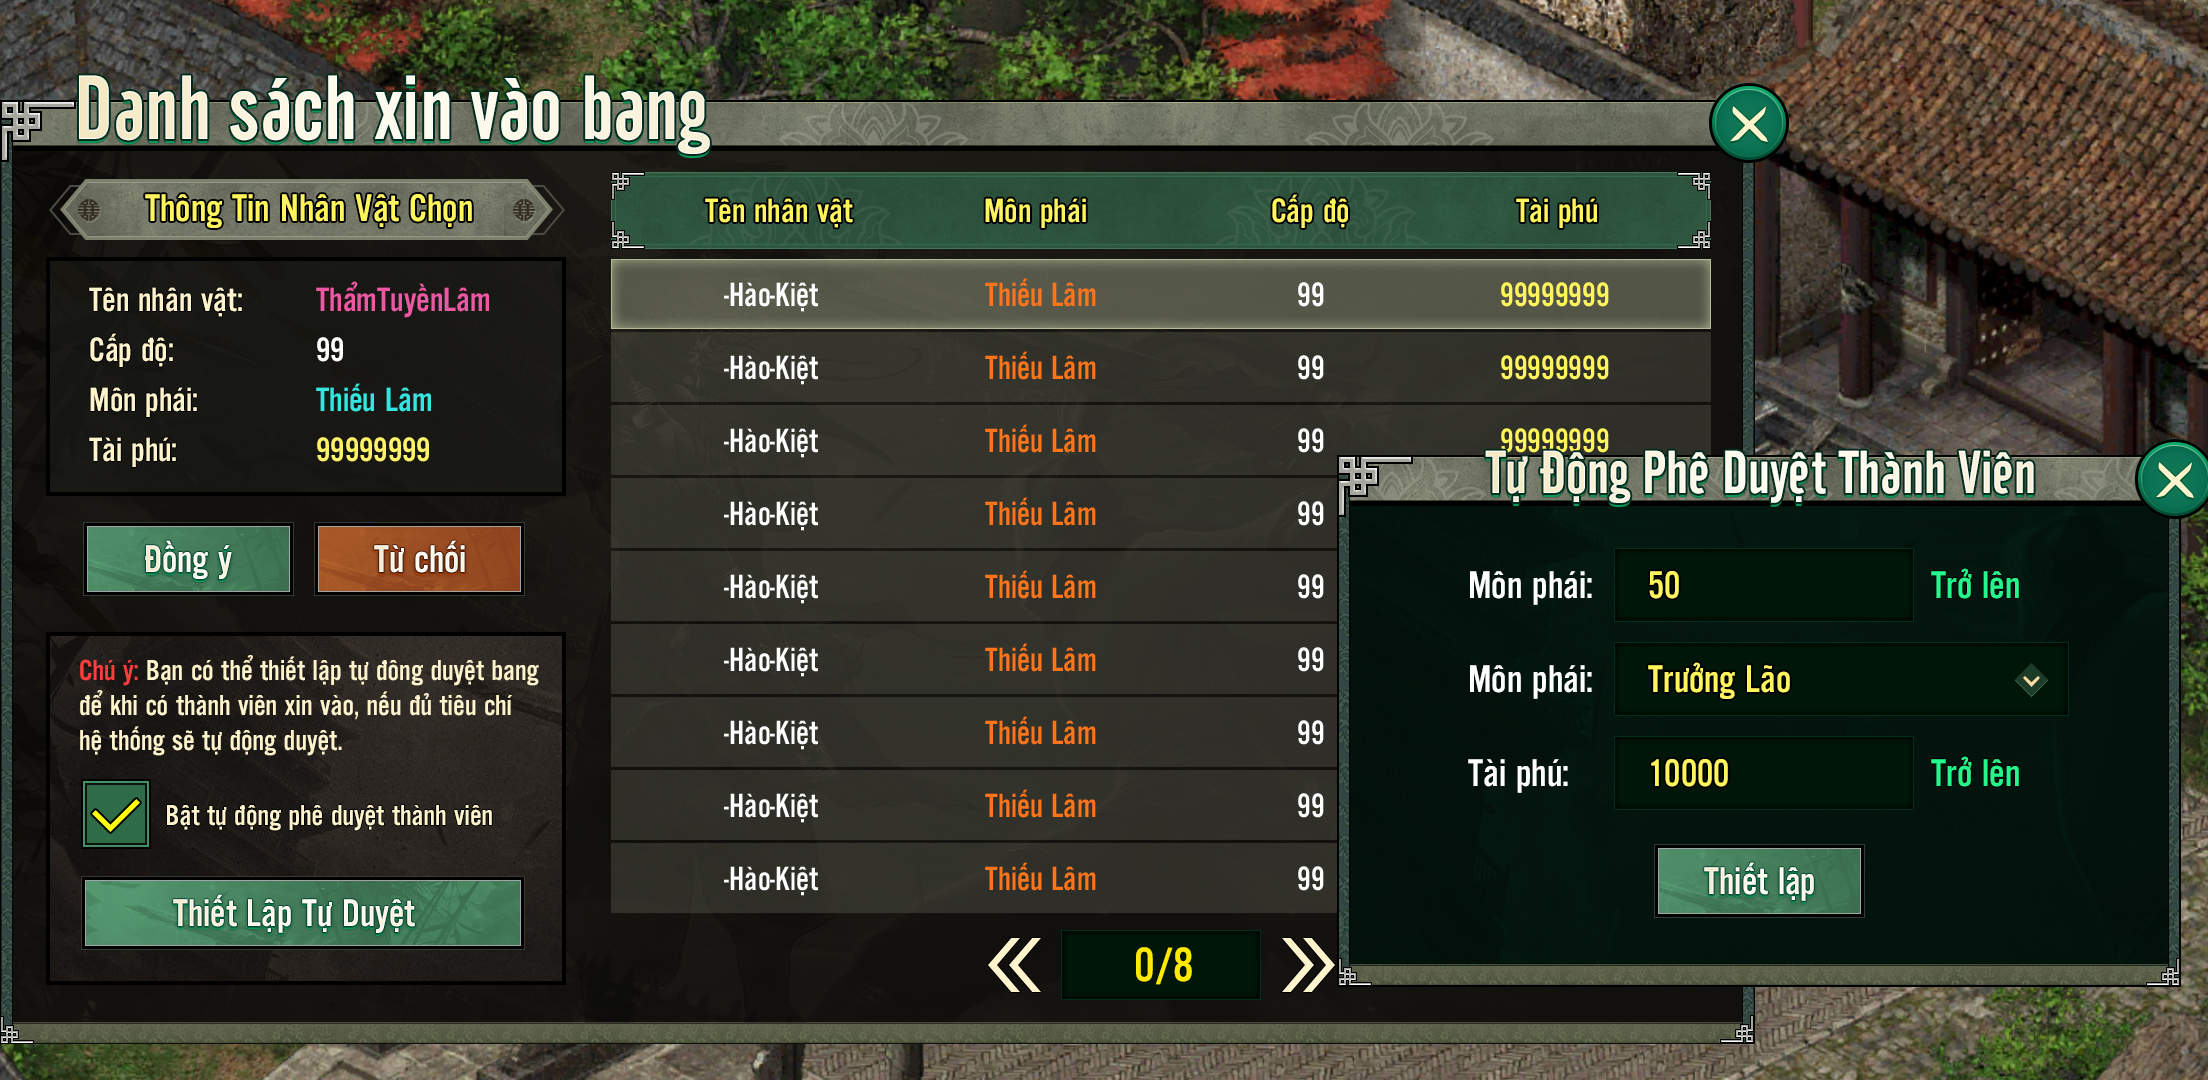 Danh sách xin vào bang
Thông Tin Nhân Vật Chọn
Tên nhân vật: ThẩmTuyềnLâm
Cấp độ: 99
Môn phái: Thiếu Lâm
Tài phú: 99999999
Đồng ý
Từ chối
Chú ý: Bạn có thể thiết lập tự đông duyệt bang
để khi có thành viên xin vào, nếu đủ tiêu chí
hệ thống sẽ tự động duyệt.
Bật tự động phê duyệt thành viên
Thiết Lập Tự Duyệt
Tên nhân vật Môn phái Cấp độ Tài phú
-Hào-Kiệt Thiếu Lâm 99 99999999
-Hào-Kiệt Thiếu Lâm 99 99999999
-Hào-Kiệt Thiếu Lâm 99 99999999
-Hào-Kiệt Thiếu Lâm 99
-Hào-Kiệt Thiếu Lâm 99
-Hào-Kiệt Thiếu Lâm 99
-Hào-Kiệt Thiếu Lâm 99
-Hào-Kiệt Thiếu Lâm 99
-Hào-Kiệt Thiếu Lâm 99
0/8
Tự Động Phê Duyệt Thành Viên
Môn phái: 50 Trở lên
Môn phái: Trưởng Lão
Tài phú: 10000 Trở lên
Thiết lập